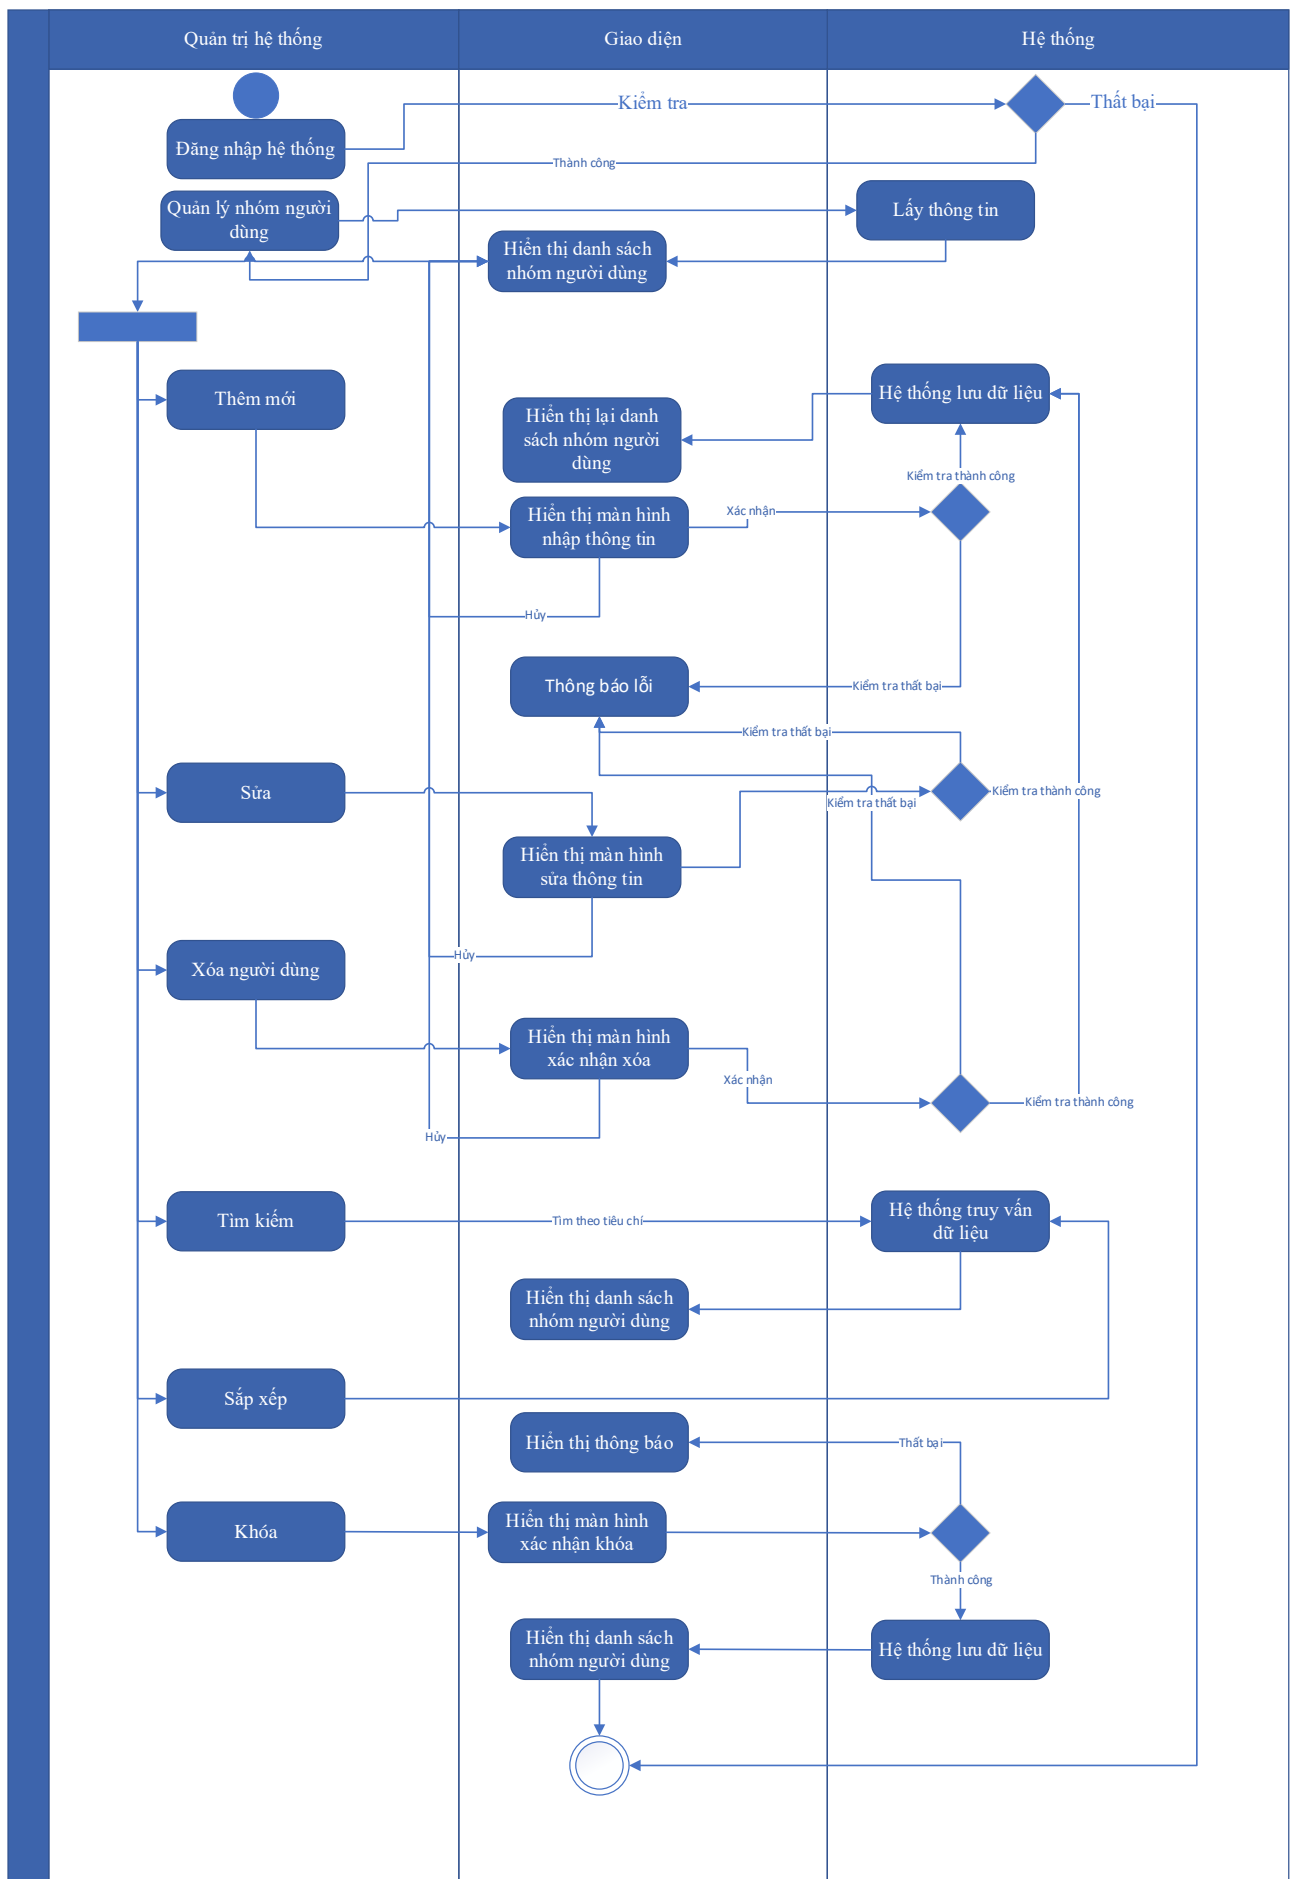 Quản trị hệ thống
Giao diện
Hệ thống
Kiểm tra
Thất bại
Đăng nhập hệ thống
Thành công
Quản lý nhóm người
dùng
Lấy thông tin
Hiển thị danh sách
nhóm người dùng
Thêm mới
Hệ thống lưu dữ liệu
Hiển thị lại danh
sách nhóm người
dùng
Kiểm tra thành công
Hiển thị màn hình
nhập thông tin
Xác nhận
Hủy
Thông báo lỗi
Kiểm tra thất bại
Kiểm tra thất bại
Sửa
Kiểm tra thành công
Kiểm tra thất bại
Hiển thị màn hình
sửa thông tin
Hủy
Xóa người dùng
Hiển thị màn hình
xác nhận xóa
Xác nhận
Kiểm tra thành công
Hủy
Tìm kiếm
Tìm theo tiêu chí
Hệ thống truy vấn
dữ liệu
Hiển thị danh sách
nhóm người dùng
Sắp xếp
Hiển thị thông báo
Thất bại
Khóa
Hiển thị màn hình
xác nhận khóa
Thành công
Hiển thị danh sách
nhóm người dùng
Hệ thống lưu dữ liệu